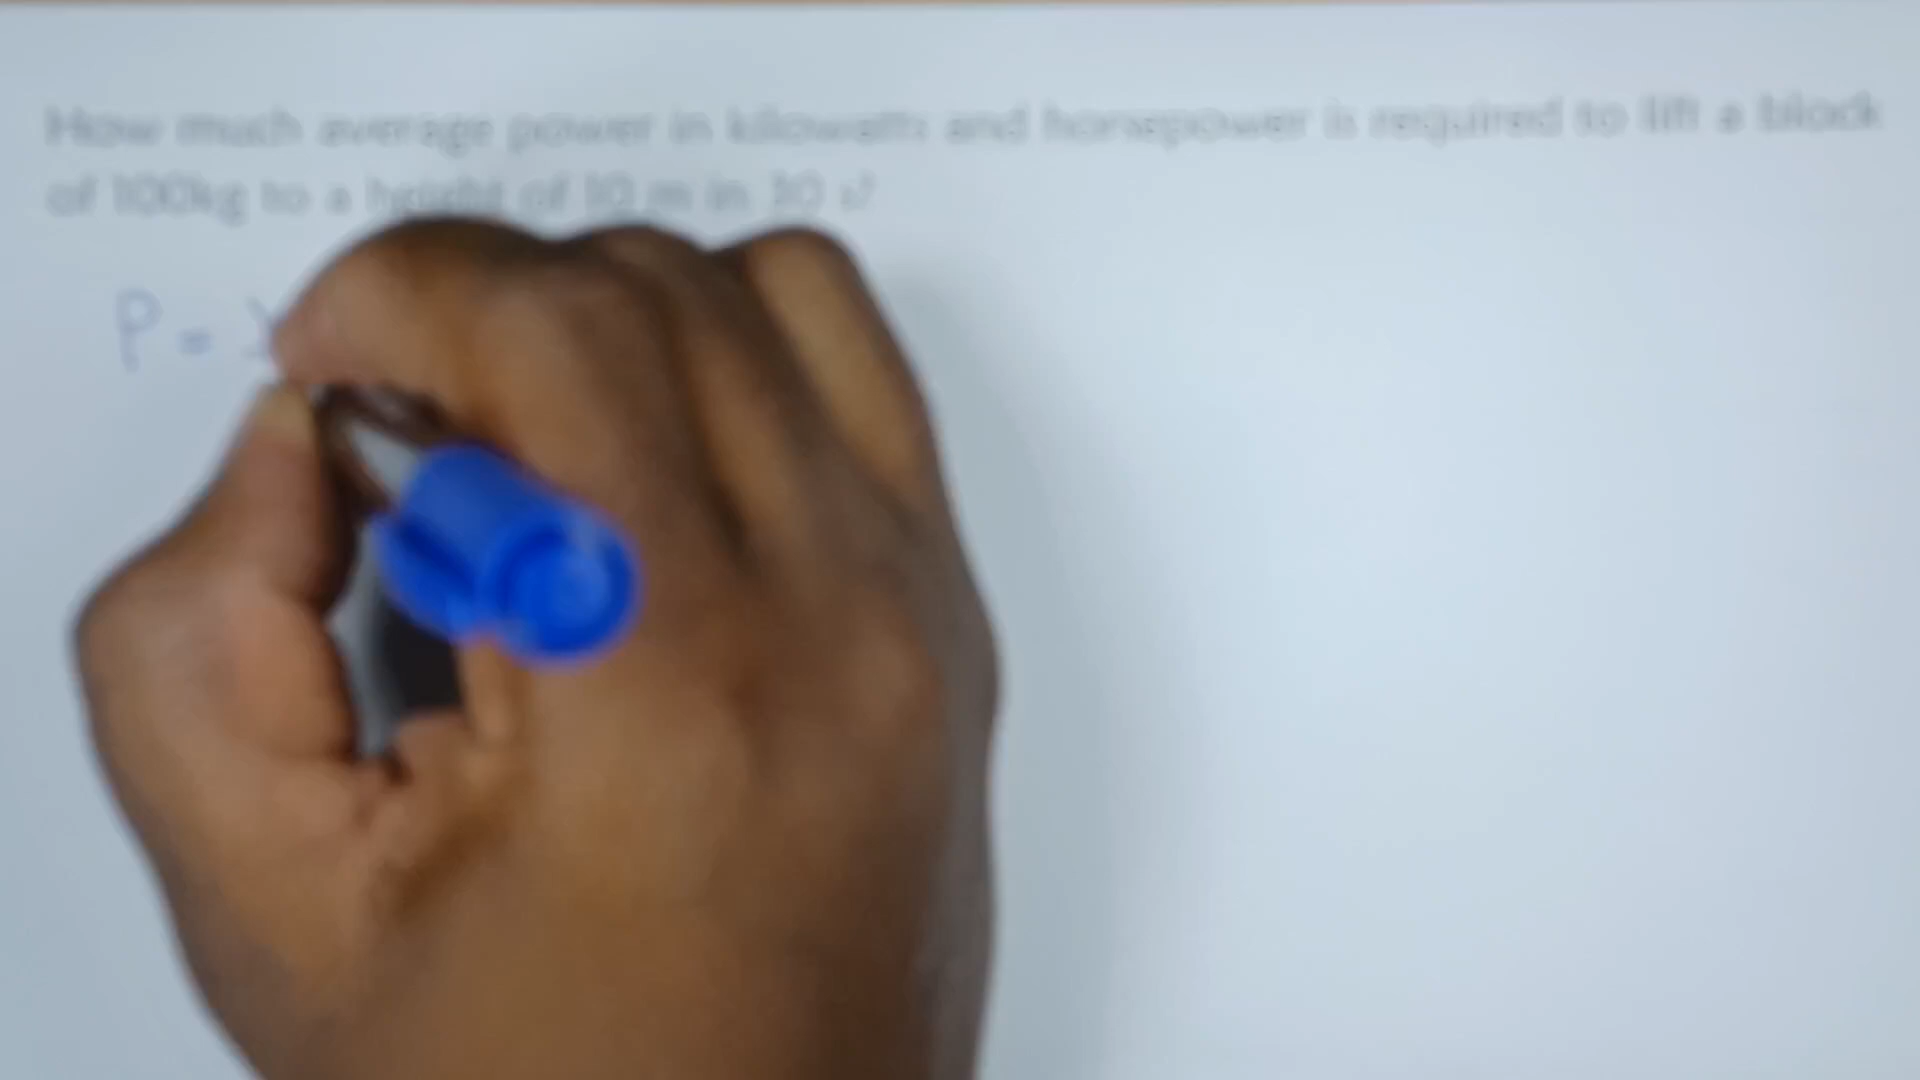 How much average power in kilowatts and horsepower is required to lift a block
of 100kg to a height of 10 m in 30 s?
P =